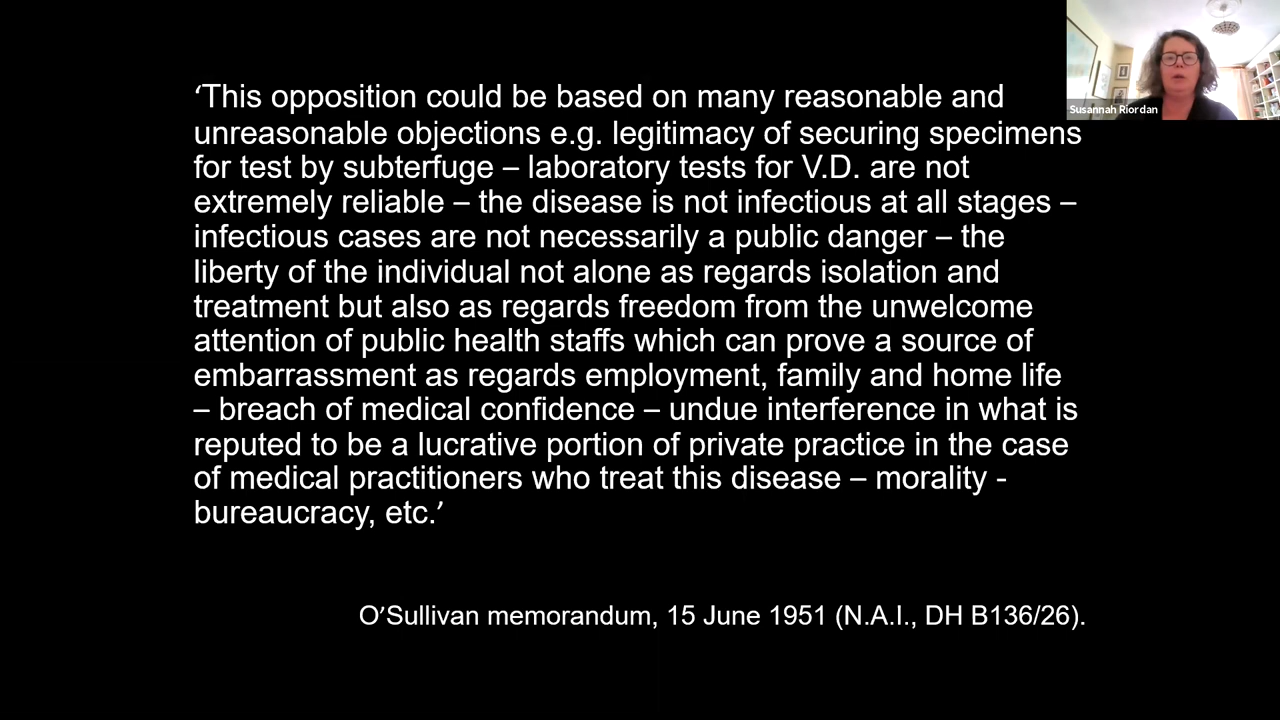 ‘This opposition could be based on many reasonable and
unreasonable objections e.g. legitimacy of securing specimens
for test by subterfuge – laboratory tests for V.D. are not
extremely reliable – the disease is not infectious at all stages –
infectious cases are not necessarily a public danger – the
liberty of the individual not alone as regards isolation and
treatment but also as regards freedom from the unwelcome
attention of public health staffs which can prove a source of
embarrassment as regards employment, family and home life
– breach of medical confidence – undue interference in what is
reputed to be a lucrative portion of private practice in the case
of medical practitioners who treat this disease – morality -
bureaucracy, etc.’
O’Sullivan memorandum, 15 June 1951 (N.A.I., DH B136/26).
Susannah Riordan